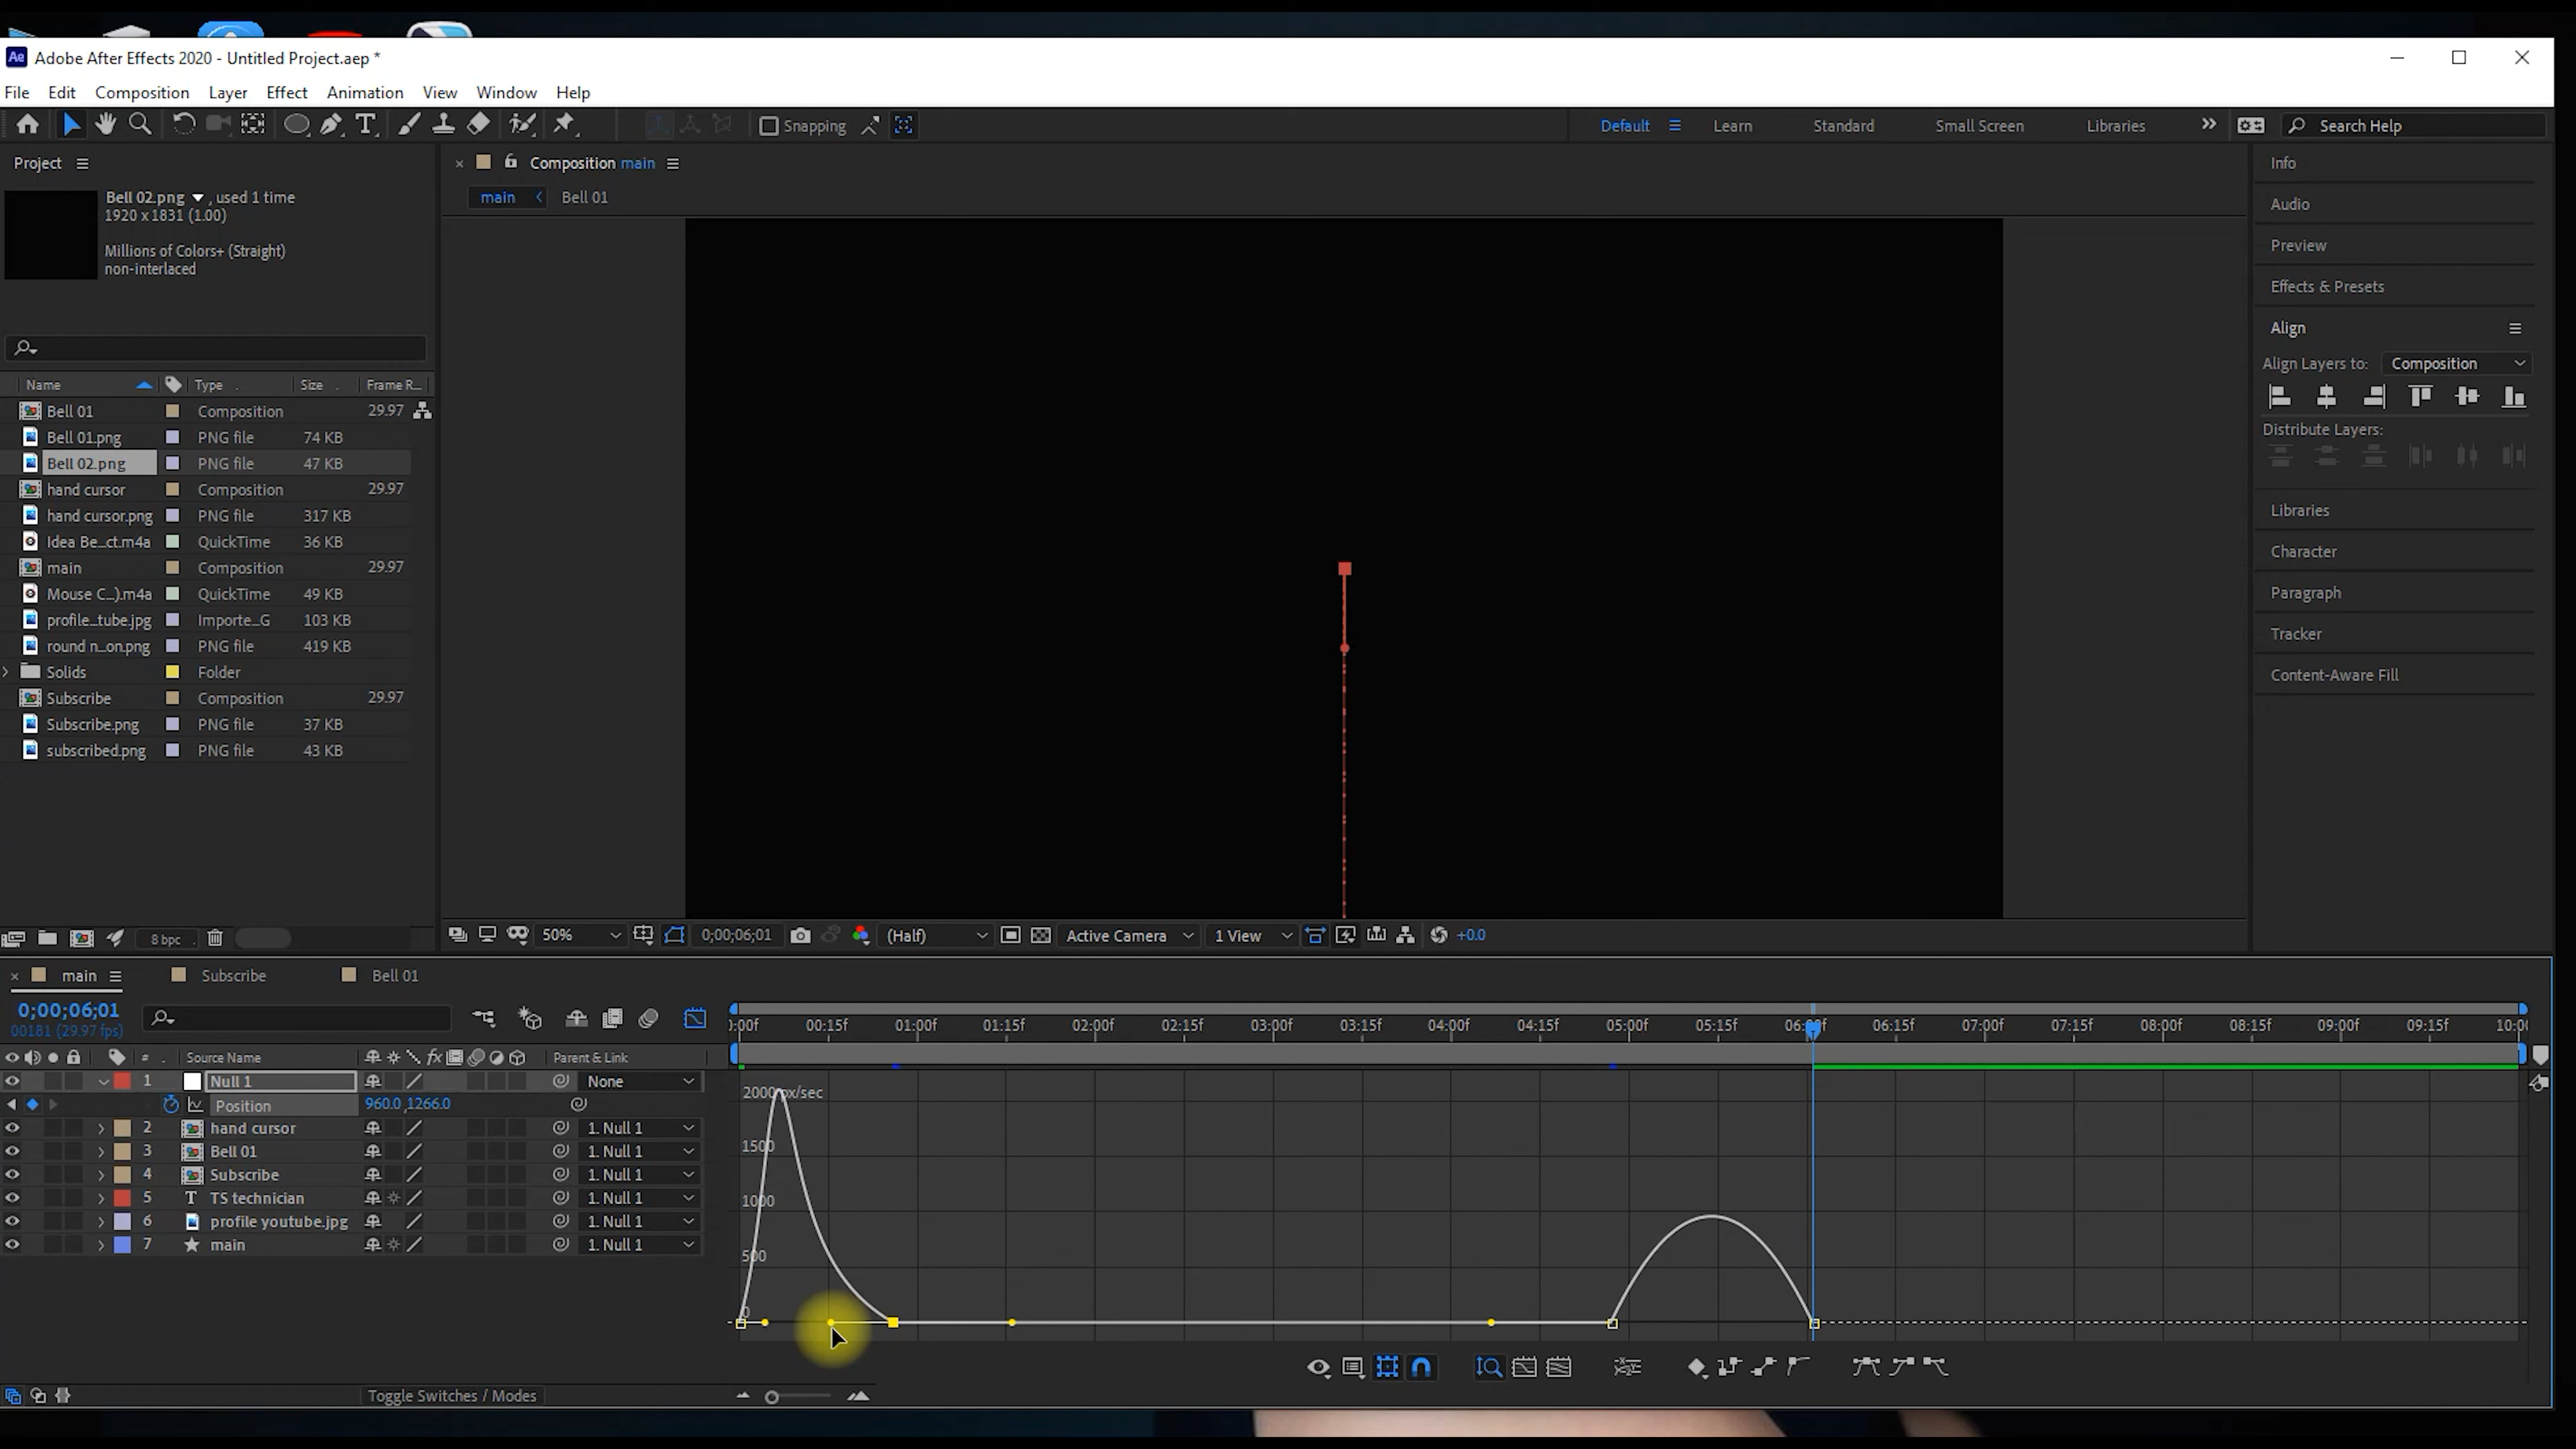 Ae Adobe After Effects 2020 - Untitled Project.aep *
File Edit Composition Layer Effect Animation View Window Help
Snapping
Default Learn Standard Small Screen Libraries Search Help
Project
Bell 02.png , used 1 time
1920 x 1831 (1.00)
Millions of Colors+ (Straight)
non-interlaced
Name Type Size Frame R...
Bell 01 Composition 29.97
Bell 01.png PNG file 74 KB
Bell 02.png PNG file 47 KB
hand cursor Composition 29.97
hand cursor.png PNG file 317 KB
Idea Be...ct.m4a QuickTime 36 KB
main Composition 29.97
Mouse C...).m4a QuickTime 49 KB
profile...tube.jpg Importe...G 103 KB
round n...on.png PNG file 419 KB
Solids Folder
Subscribe Composition 29.97
Subscribe.png PNG file 37 KB
subscribed.png PNG file 43 KB
8 bpc
Composition main
main Bell 01
50% 0;00;06;01 (Half) Active Camera 1 View +0.0
Info
Audio
Preview
Effects & Presets
Align
Align Layers to: Composition
Distribute Layers:
Libraries
Character
Paragraph
Tracker
Content-Aware Fill
main Subscribe Bell 01
0;00;06;01
00181 (29.97 fps)
# Source Name Parent & Link
1 Null 1 None
Position 960.0,1266.0
2 hand cursor 1. Null 1
3 Bell 01 1. Null 1
4 Subscribe 1. Null 1
5 T TS technician 1. Null 1
6 profile youtube.jpg 1. Null 1
7 main 1. Null 1
Toggle Switches / Modes
:00f 00:15f 01:00f 01:15f 02:00f 02:15f 03:00f 03:15f 04:00f 04:15f 05:00f 05:15f 06:15f 07:00f 07:15f 08:00f 08:15f 09:00f 09:15f 10:0
2000 px/sec
1500
1000
500
0